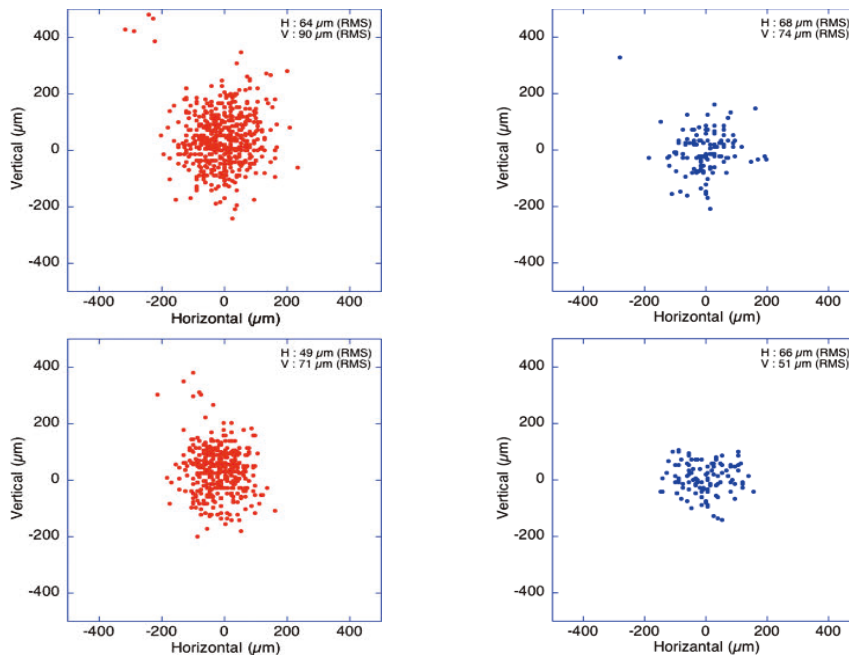 H : 64 µm (RMS)
V : 90 µm (RMS)
400
200
0
-200
-400
Vertical (µm)
-400
-200
0
200
400
Horizontal (µm)
H : 68 µm (RMS)
V : 74 µm (RMS)
400
200
0
-200
-400
Vertical (µm)
-400
-200
0
200
400
Horizontal (µm)
H : 49 µm (RMS)
V : 71 µm (RMS)
400
200
0
-200
-400
Vertical (µm)
-400
-200
0
200
400
Horizontal (µm)
H : 66 µm (RMS)
V : 51 µm (RMS)
400
200
0
-200
-400
Vertical (µm)
-400
-200
0
200
400
Horizantal (µm)